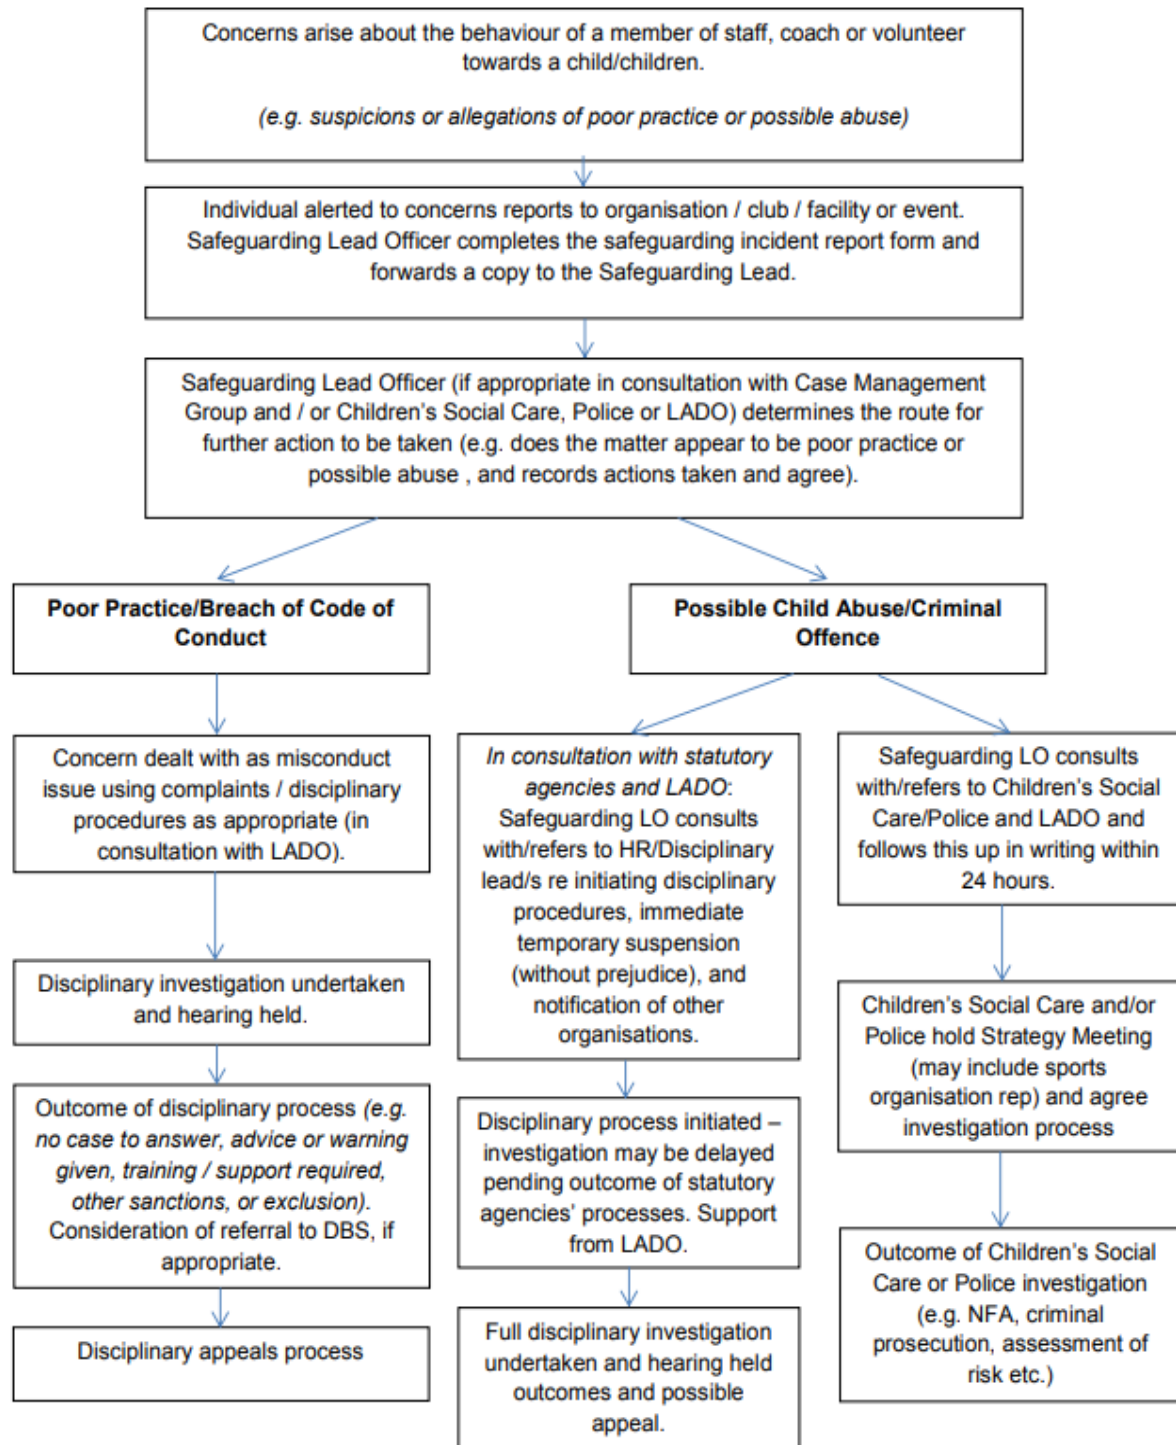 Concerns arise about the behaviour of a member of staff, coach or volunteer
towards a child/children.
(e.g. suspicions or allegations of poor practice or possible abuse)
Individual alerted to concerns reports to organisation / club / facility or event.
Safeguarding Lead Officer completes the safeguarding incident report form and
forwards a copy to the Safeguarding Lead.
Safeguarding Lead Officer (if appropriate in consultation with Case Management
Group and / or Children's Social Care, Police or LADO) determines the route for
further action to be taken (e.g. does the matter appear to be poor practice or
possible abuse , and records actions taken and agree).
Poor Practice/Breach of Code of
Conduct
Concern dealt with as misconduct
issue using complaints / disciplinary
procedures as appropriate (in
consultation with LADO).
Disciplinary investigation undertaken
and hearing held.
Outcome of disciplinary process (e.g.
no case to answer, advice or warning
given, training / support required,
other sanctions, or exclusion).
Consideration of referral to DBS, if
appropriate.
Disciplinary appeals process
Possible Child Abuse/Criminal
Offence
In consultation with statutory
agencies and LADO:
Safeguarding LO consults
with/refers to HR/Disciplinary
lead/s re initiating disciplinary
procedures, immediate
temporary suspension
(without prejudice), and
notification of other
organisations.
Disciplinary process initiated –
investigation may be delayed
pending outcome of statutory
agencies' processes. Support
from LADO.
Full disciplinary investigation
undertaken and hearing held
outcomes and possible
appeal.
Safeguarding LO consults
with/refers to Children's Social
Care/Police and LADO and
follows this up in writing within
24 hours.
Children's Social Care and/or
Police hold Strategy Meeting
(may include sports
organisation rep) and agree
investigation process
Outcome of Children's Social
Care or Police investigation
(e.g. NFA, criminal
prosecution, assessment of
risk etc.)